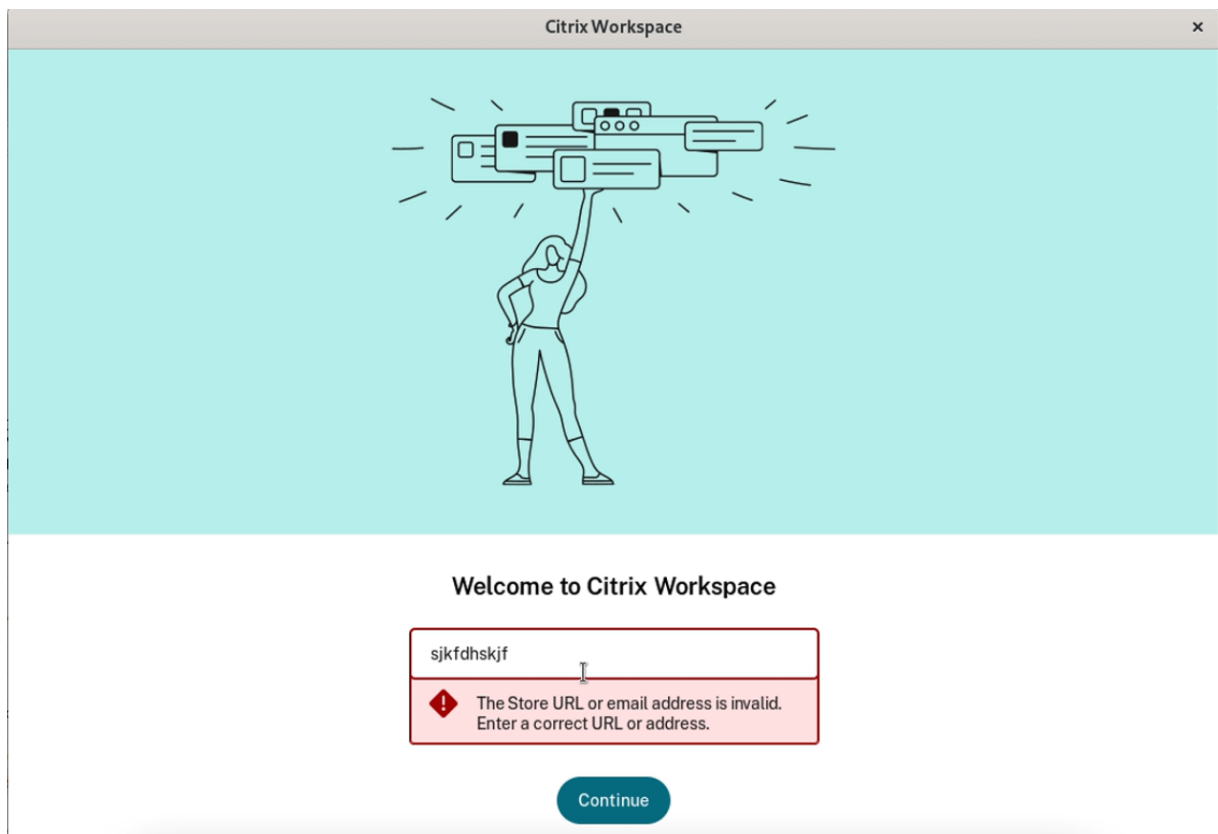 Citrix Workspace
Welcome to Citrix Workspace
sjkfdhskjf
The Store URL or email address is invalid.
Enter a correct URL or address.
Continue